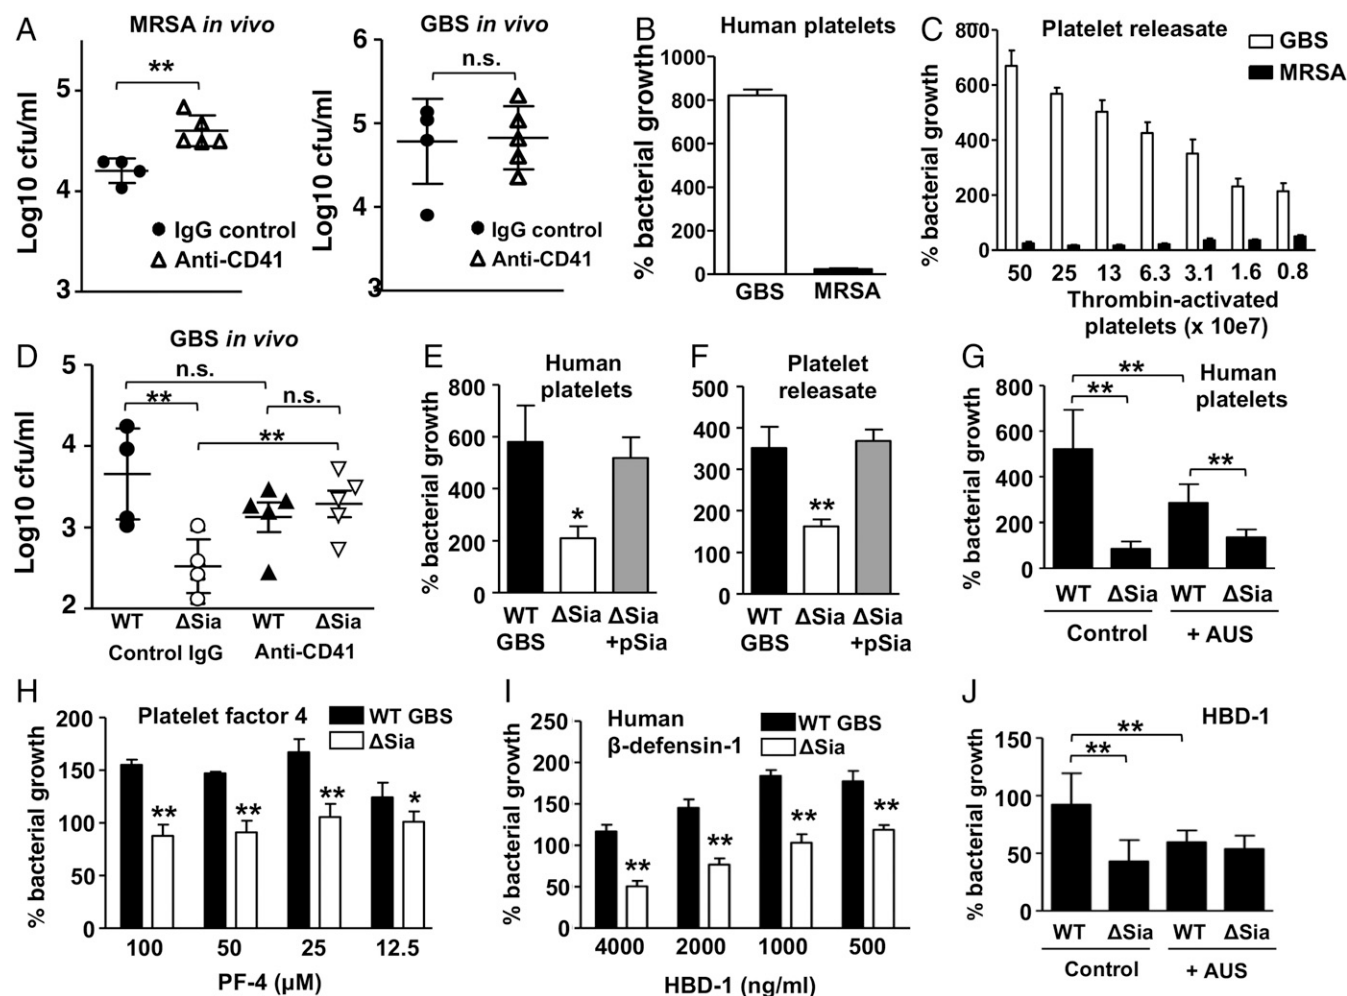 A
MRSA in vivo
Log10 cfu/ml
5
4
3
**
IgG control
Anti-CD41
GBS in vivo
Log10 cfu/ml
6
5
4
3
n.s.
IgG control
Anti-CD41
B
Human platelets
% bacterial growth
1000
800
600
400
200
0
GBS MRSA
C
Platelet releasate
GBS
MRSA
% bacterial growth
800
600
400
200
0
50 25 13 6.3 3.1 1.6 0.8
Thrombin-activated
platelets (x 10e7)
D
GBS in vivo
Log10 cfu/ml
5
4
3
2
n.s.
** n.s.
**
WT ΔSia WT ΔSia
Control IgG Anti-CD41
E
Human
platelets
% bacterial growth
800
600
400
200
0
*
WT ΔSia ΔSia
GBS +pSia
F
Platelet
releasate
% bacterial growth
500
400
300
200
100
0
**
WT ΔSia ΔSia
GBS +pSia
G
Human
platelets
% bacterial growth
800
600
400
200
0
**
**
**
WT ΔSia WT ΔSia
Control + AUS
H
Platelet factor 4
WT GBS
ΔSia
% bacterial growth
200
150
100
50
0
** ** ** *
100 50 25 12.5
PF-4 (µM)
I
Human
β-defensin-1
WT GBS
ΔSia
% bacterial growth
250
200
150
100
50
0
** ** ** **
4000 2000 1000 500
HBD-1 (ng/ml)
J
HBD-1
% bacterial growth
150
100
50
0
**
**
WT ΔSia WT ΔSia
Control + AUS